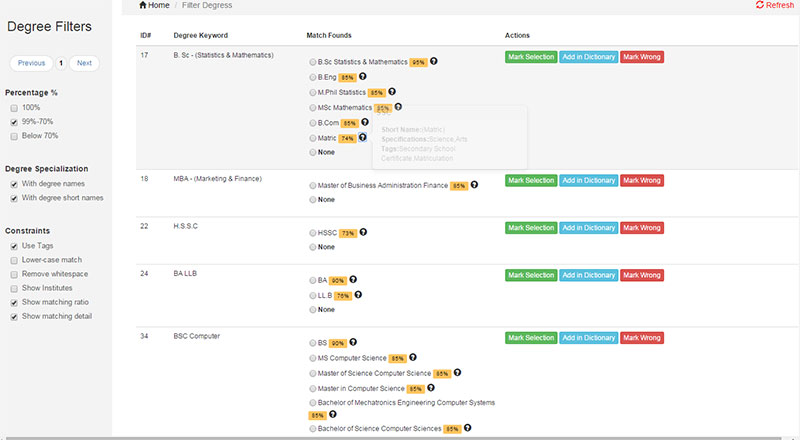 Home / Filter Degress
Refresh
Degree Filters
Previous 1 Next
Percentage %
100%
99%-70%
Below 70%
Degree Specialization
With degree names
With degree short names
Constraints
Use Tags
Lower-case match
Remove whitespace
Show Institutes
Show matching ratio
Show matching detail
ID# Degree Keyword Match Founds Actions
17 B. Sc - (Statistics & Mathematics)
B.Sc Statistics & Mathematics 95%
B.Eng 85%
M.Phil Statistics 85%
MSc Mathematics 85%
B.Com 85%
Matric 74%
None
Mark Selection Add in Dictionary Mark Wrong
Short Name:(Matric)
Specifications:Science,Arts
Tags:Secondary School
Certificate Matriculation
18 MBA - (Marketing & Finance)
Master of Business Administration Finance 85%
None
Mark Selection Add in Dictionary Mark Wrong
22 H.S.S.C
HSSC 73%
None
Mark Selection Add in Dictionary Mark Wrong
24 BA LLB
BA 90%
LL.B 75%
None
Mark Selection Add in Dictionary Mark Wrong
34 BSC Computer
BS 90%
MS Computer Science 85%
Master of Science Computer Science 85%
Master in Computer Science 85%
Bachelor of Mechatronics Engineering Computer Systems
85%
Bachelor of Science Computer Sciences 85%
Mark Selection Add in Dictionary Mark Wrong